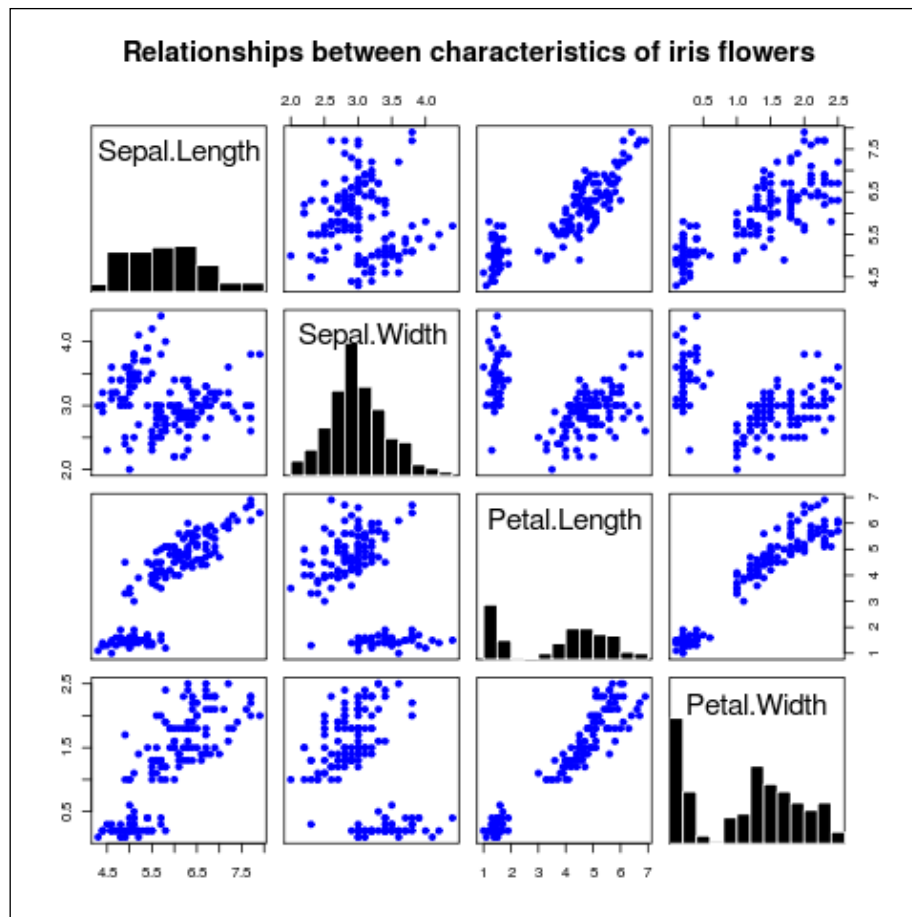 Relationships between characteristics of iris flowers
2.0 2.5 3.0 3.5 4.0
0.5 1.0 1.5 2.0 2.5
Sepal.Length
4.5 5.5 6.5 7.5
Sepal.Width
2.0 3.0 4.0
Petal.Length
1 2 3 4 5 6 7
Petal.Width
0.5 1.5 2.5
4.5 5.5 6.5 7.5
1 2 3 4 5 6 7